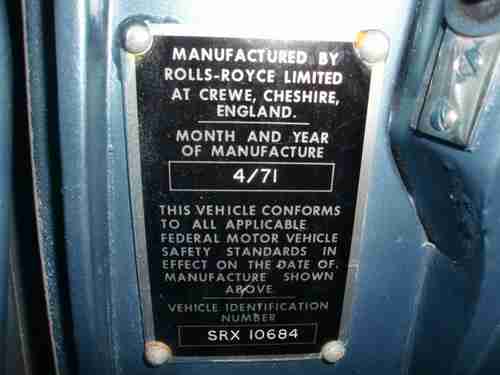 MANUFACTURED BY
ROLLS-ROYCE LIMITED
AT CREWE, CHESHIRE,
ENGLAND.
MONTH AND YEAR
OF MANUFACTURE
4/71
THIS VEHICLE CONFORMS
TO ALL APPLICABLE
FEDERAL MOTOR VEHICLE
SAFETY STANDARDS IN
EFFECT ON THE DATE OF
MANUFACTURE SHOWN
ABOVE.
VEHICLE IDENTIFICATION
NUMBER
SRX 10684